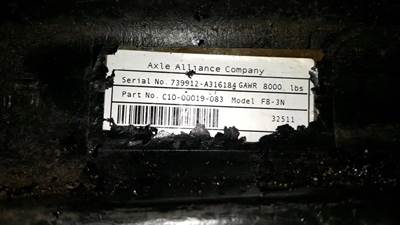 Axle Alliance Company
Serial No. 739912-A316184 GAWR 8000 lbs
Part No. C10-00019-083 Model F8-3N
32511